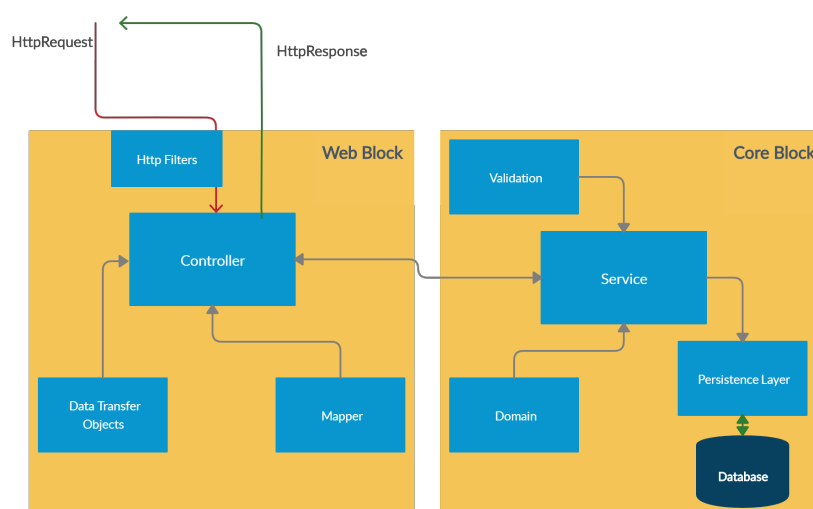 HttpRequest
HttpResponse
Http Filters
Web Block
Core Block
Validation
Controller
Service
Persistence Layer
Data Transfer
Objects
Mapper
Domain
Database